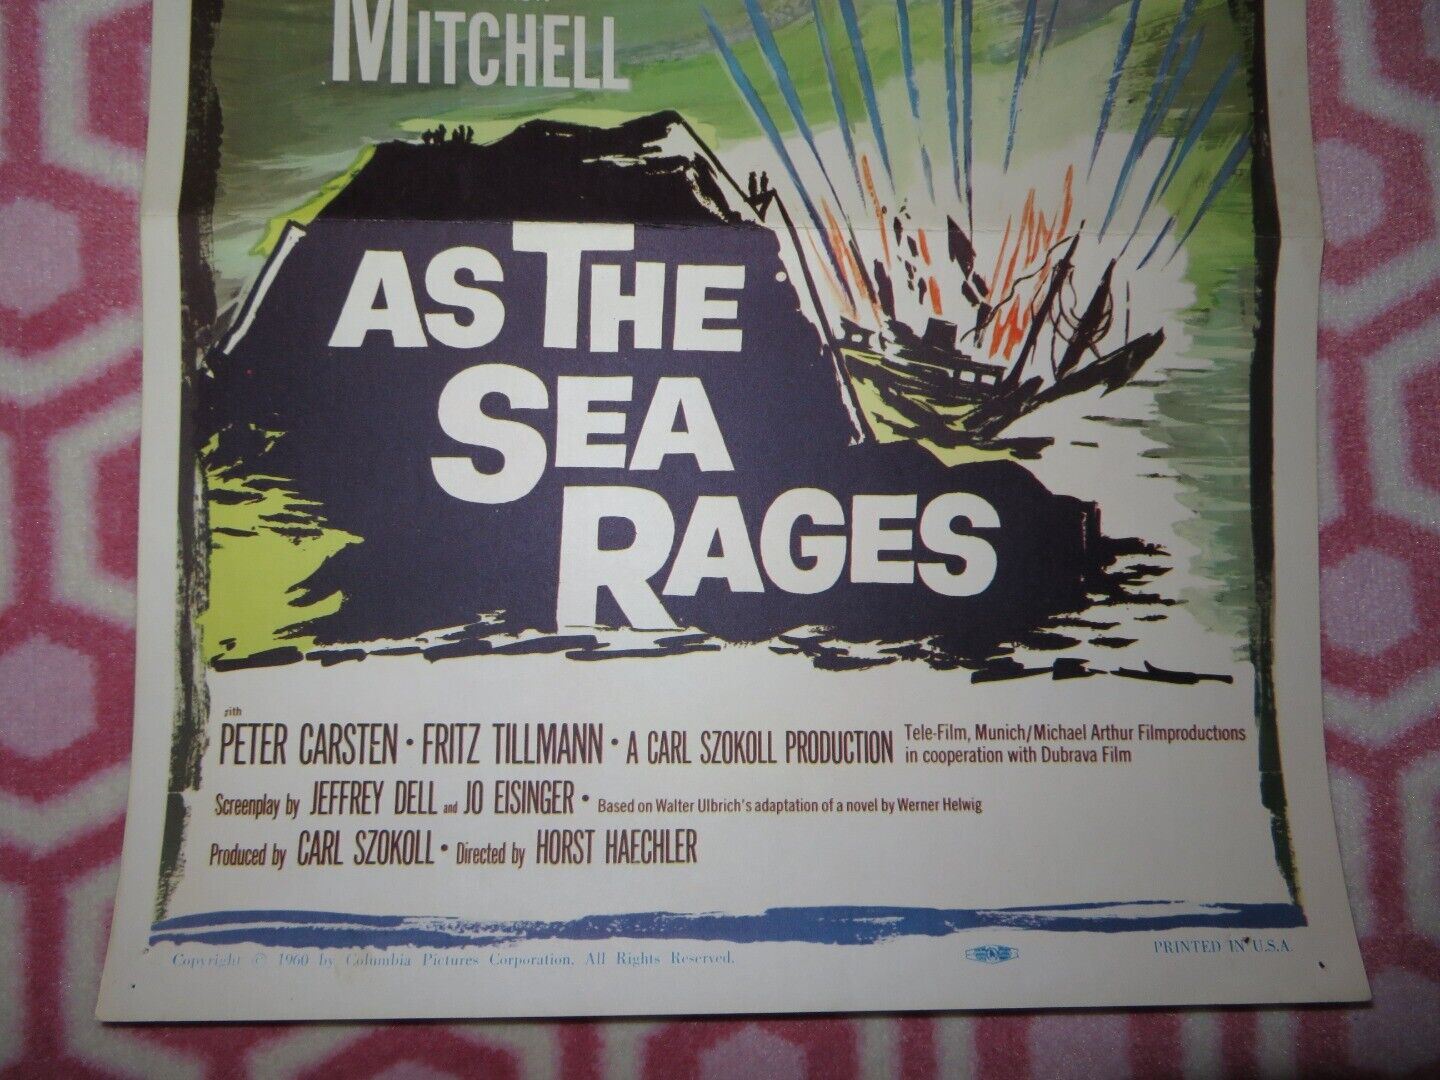 MITCHELL
AS THE
SEA
RAGES
with
PETER CARSTEN • FRITZ TILLMANN • A CARL SZOKOLL PRODUCTION Tele-Film, Munich/Michael Arthur Filmproductions
in cooperation with Dubrava Film
Screenplay by JEFFREY DELL and JO EISINGER • Based on Walter Ulbrich's adaptation of a novel by Werner Helwig
Produced by CARL SZOKOLL • Directed by HORST HAECHLER
Copyright © 1960 by Columbia Pictures Corporation. All Rights Reserved.
PRINTED IN U.S.A.